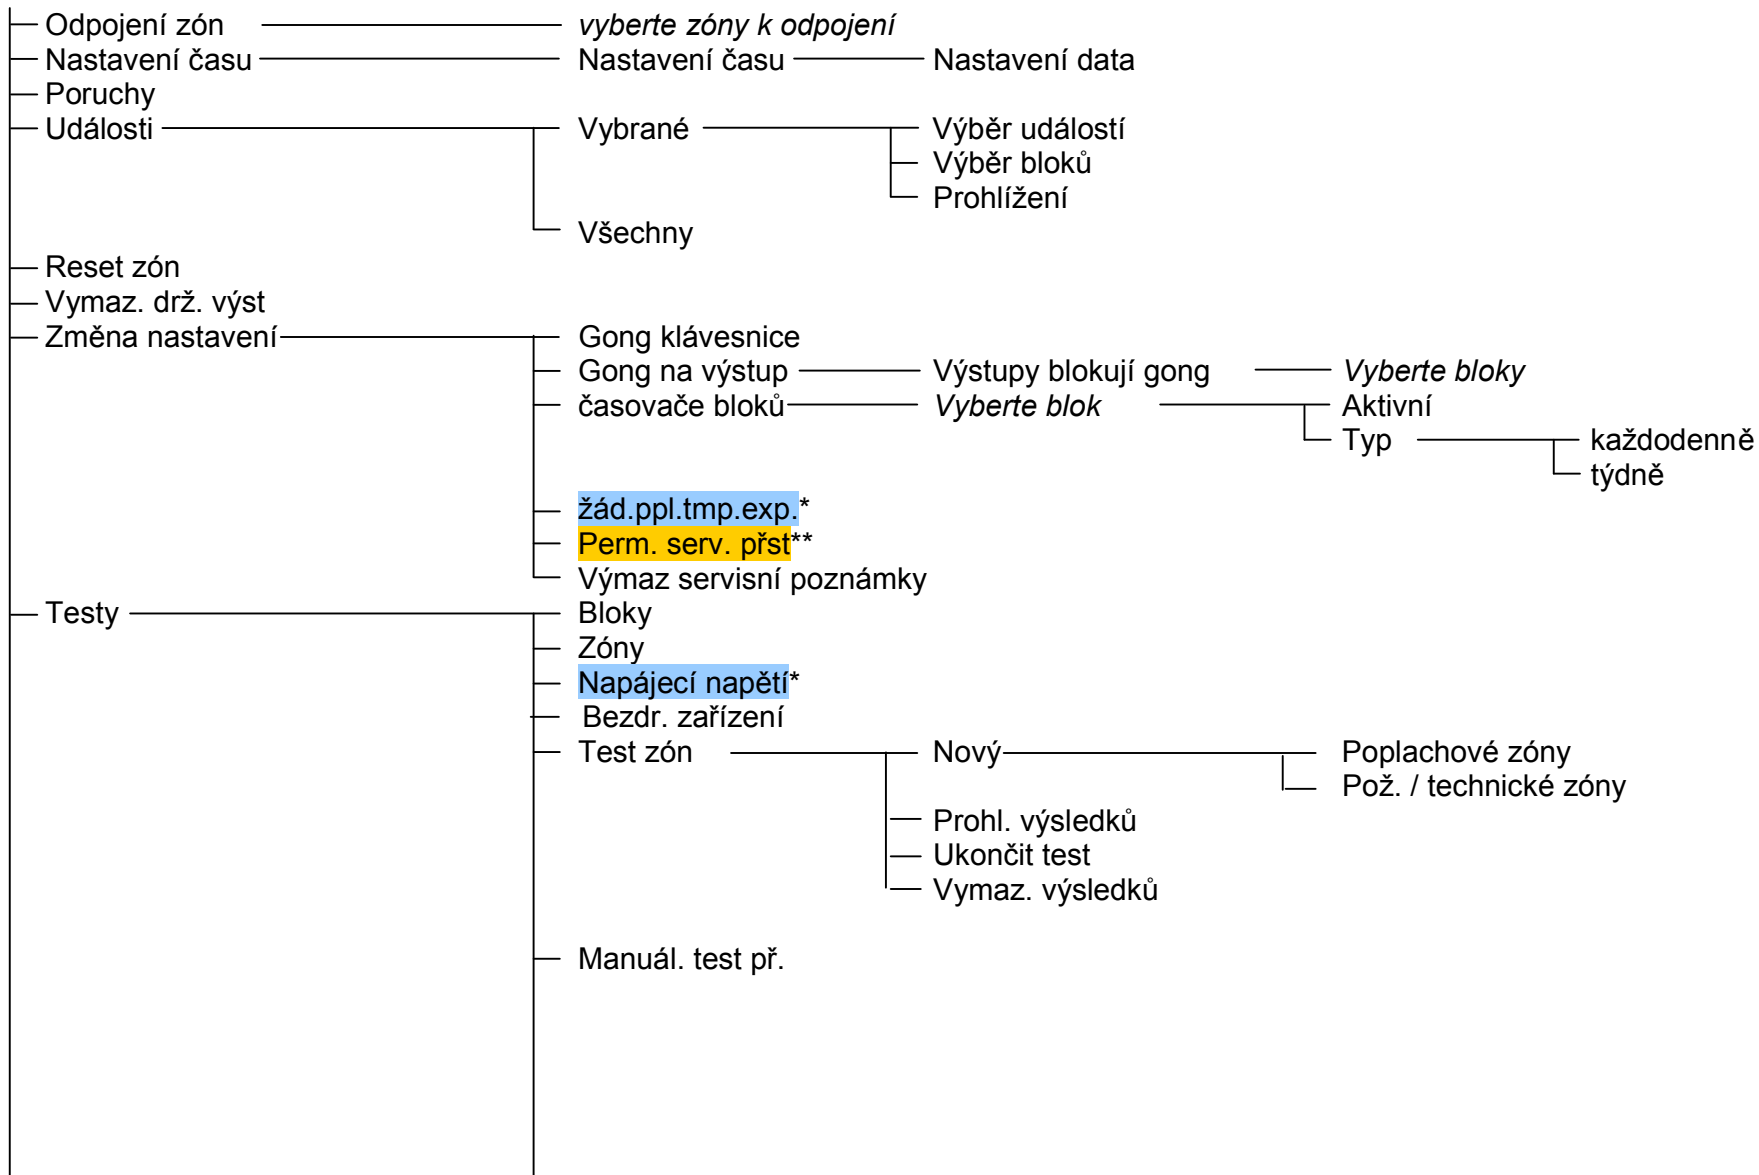 Odpojení zón vyberte zóny k odpojení
Nastavení času Nastavení času Nastavení data
Poruchy
Události Vybrané Výběr událostí
Výběr bloků
Prohlížení
Všechny
Reset zón
Vymaz. drž. výst
Změna nastavení Gong klávesnice
Gong na výstup Výstupy blokují gong Vyberte bloky
časovače bloků Vyberte blok Aktivní
Typ každodenně
týdně
žád.ppl.tmp.exp.*
Perm. serv. přst**
Výmaz servisní poznámky
Testy Bloky
Zóny
Napájecí napětí*
Bezdr. zařízení
Test zón Nový Poplachové zóny
Pož. / technické zóny
Prohl. výsledků
Ukončit test
Vymaz. výsledků
Manuál. test př.